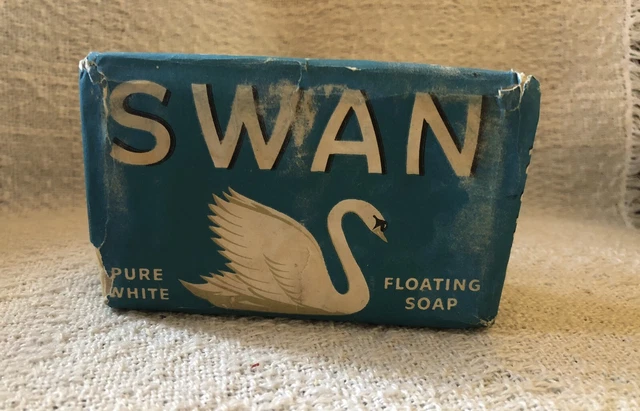 SWAN
PURE
WHITE
FLOATING
SOAP